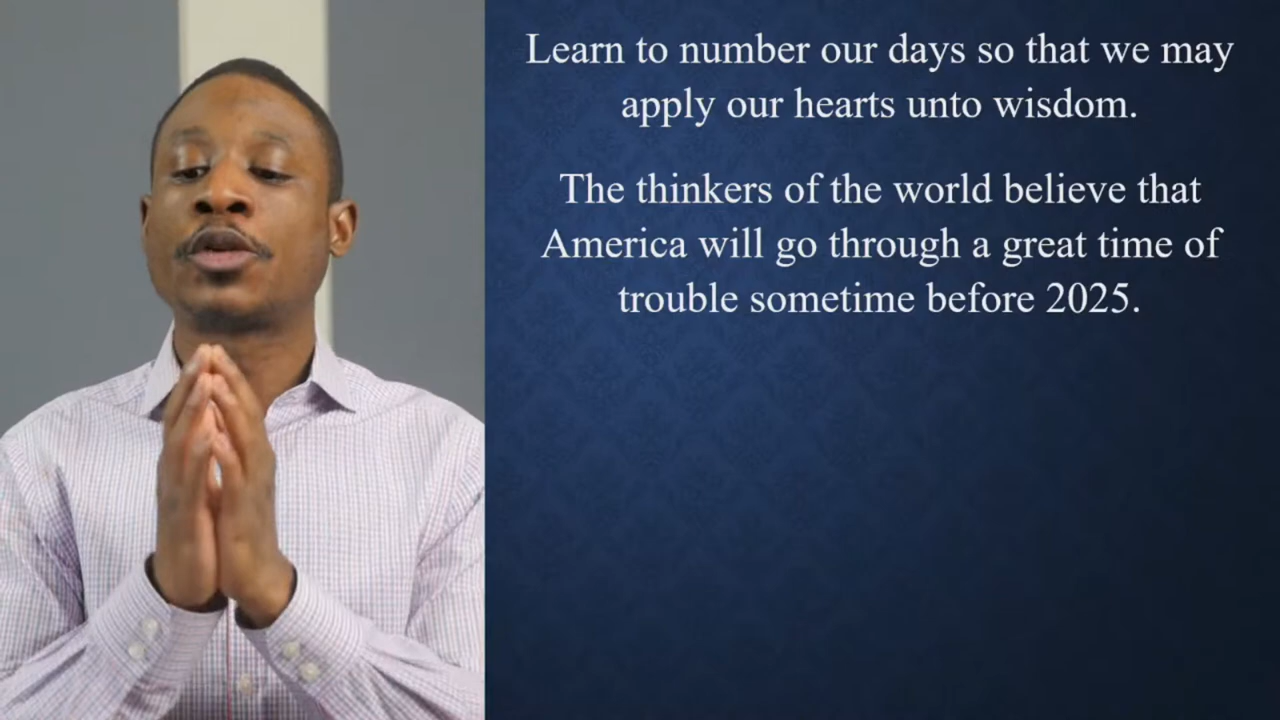 Learn to number our days so that we may
apply our hearts unto wisdom.
The thinkers of the world believe that
America will go through a great time of
trouble sometime before 2025.